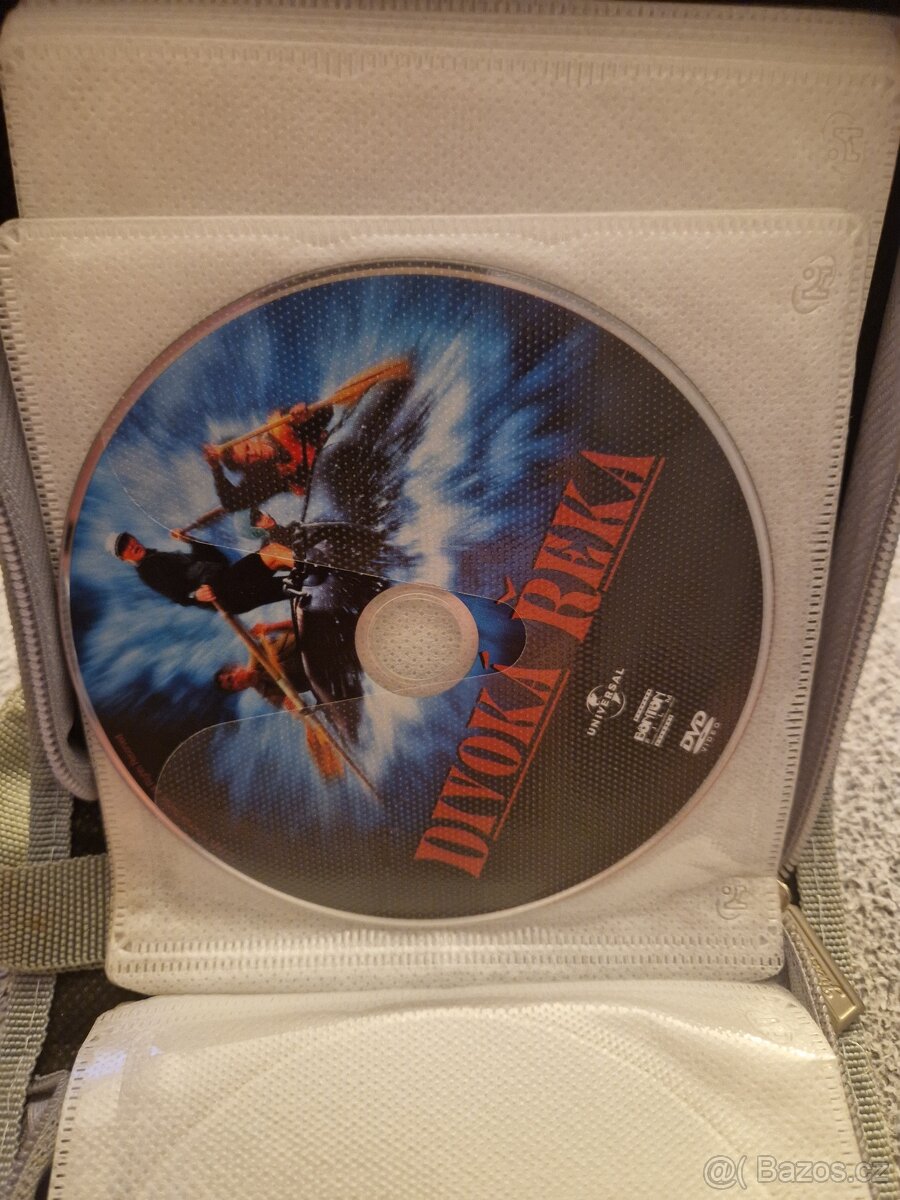 DIVOKÁ ŘEKA
UNIVERSAL
DVD
VIDEO
@( Bazos.cz